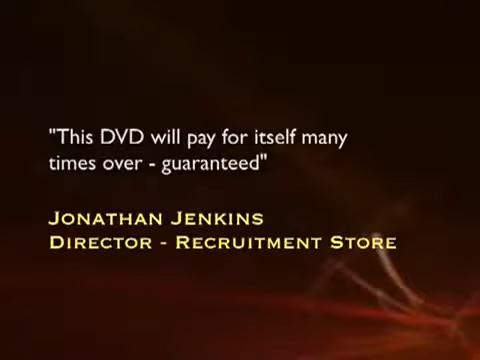 "This DVD will pay for itself many
times over - guaranteed"
Jonathan Jenkins
Director - Recruitment Store